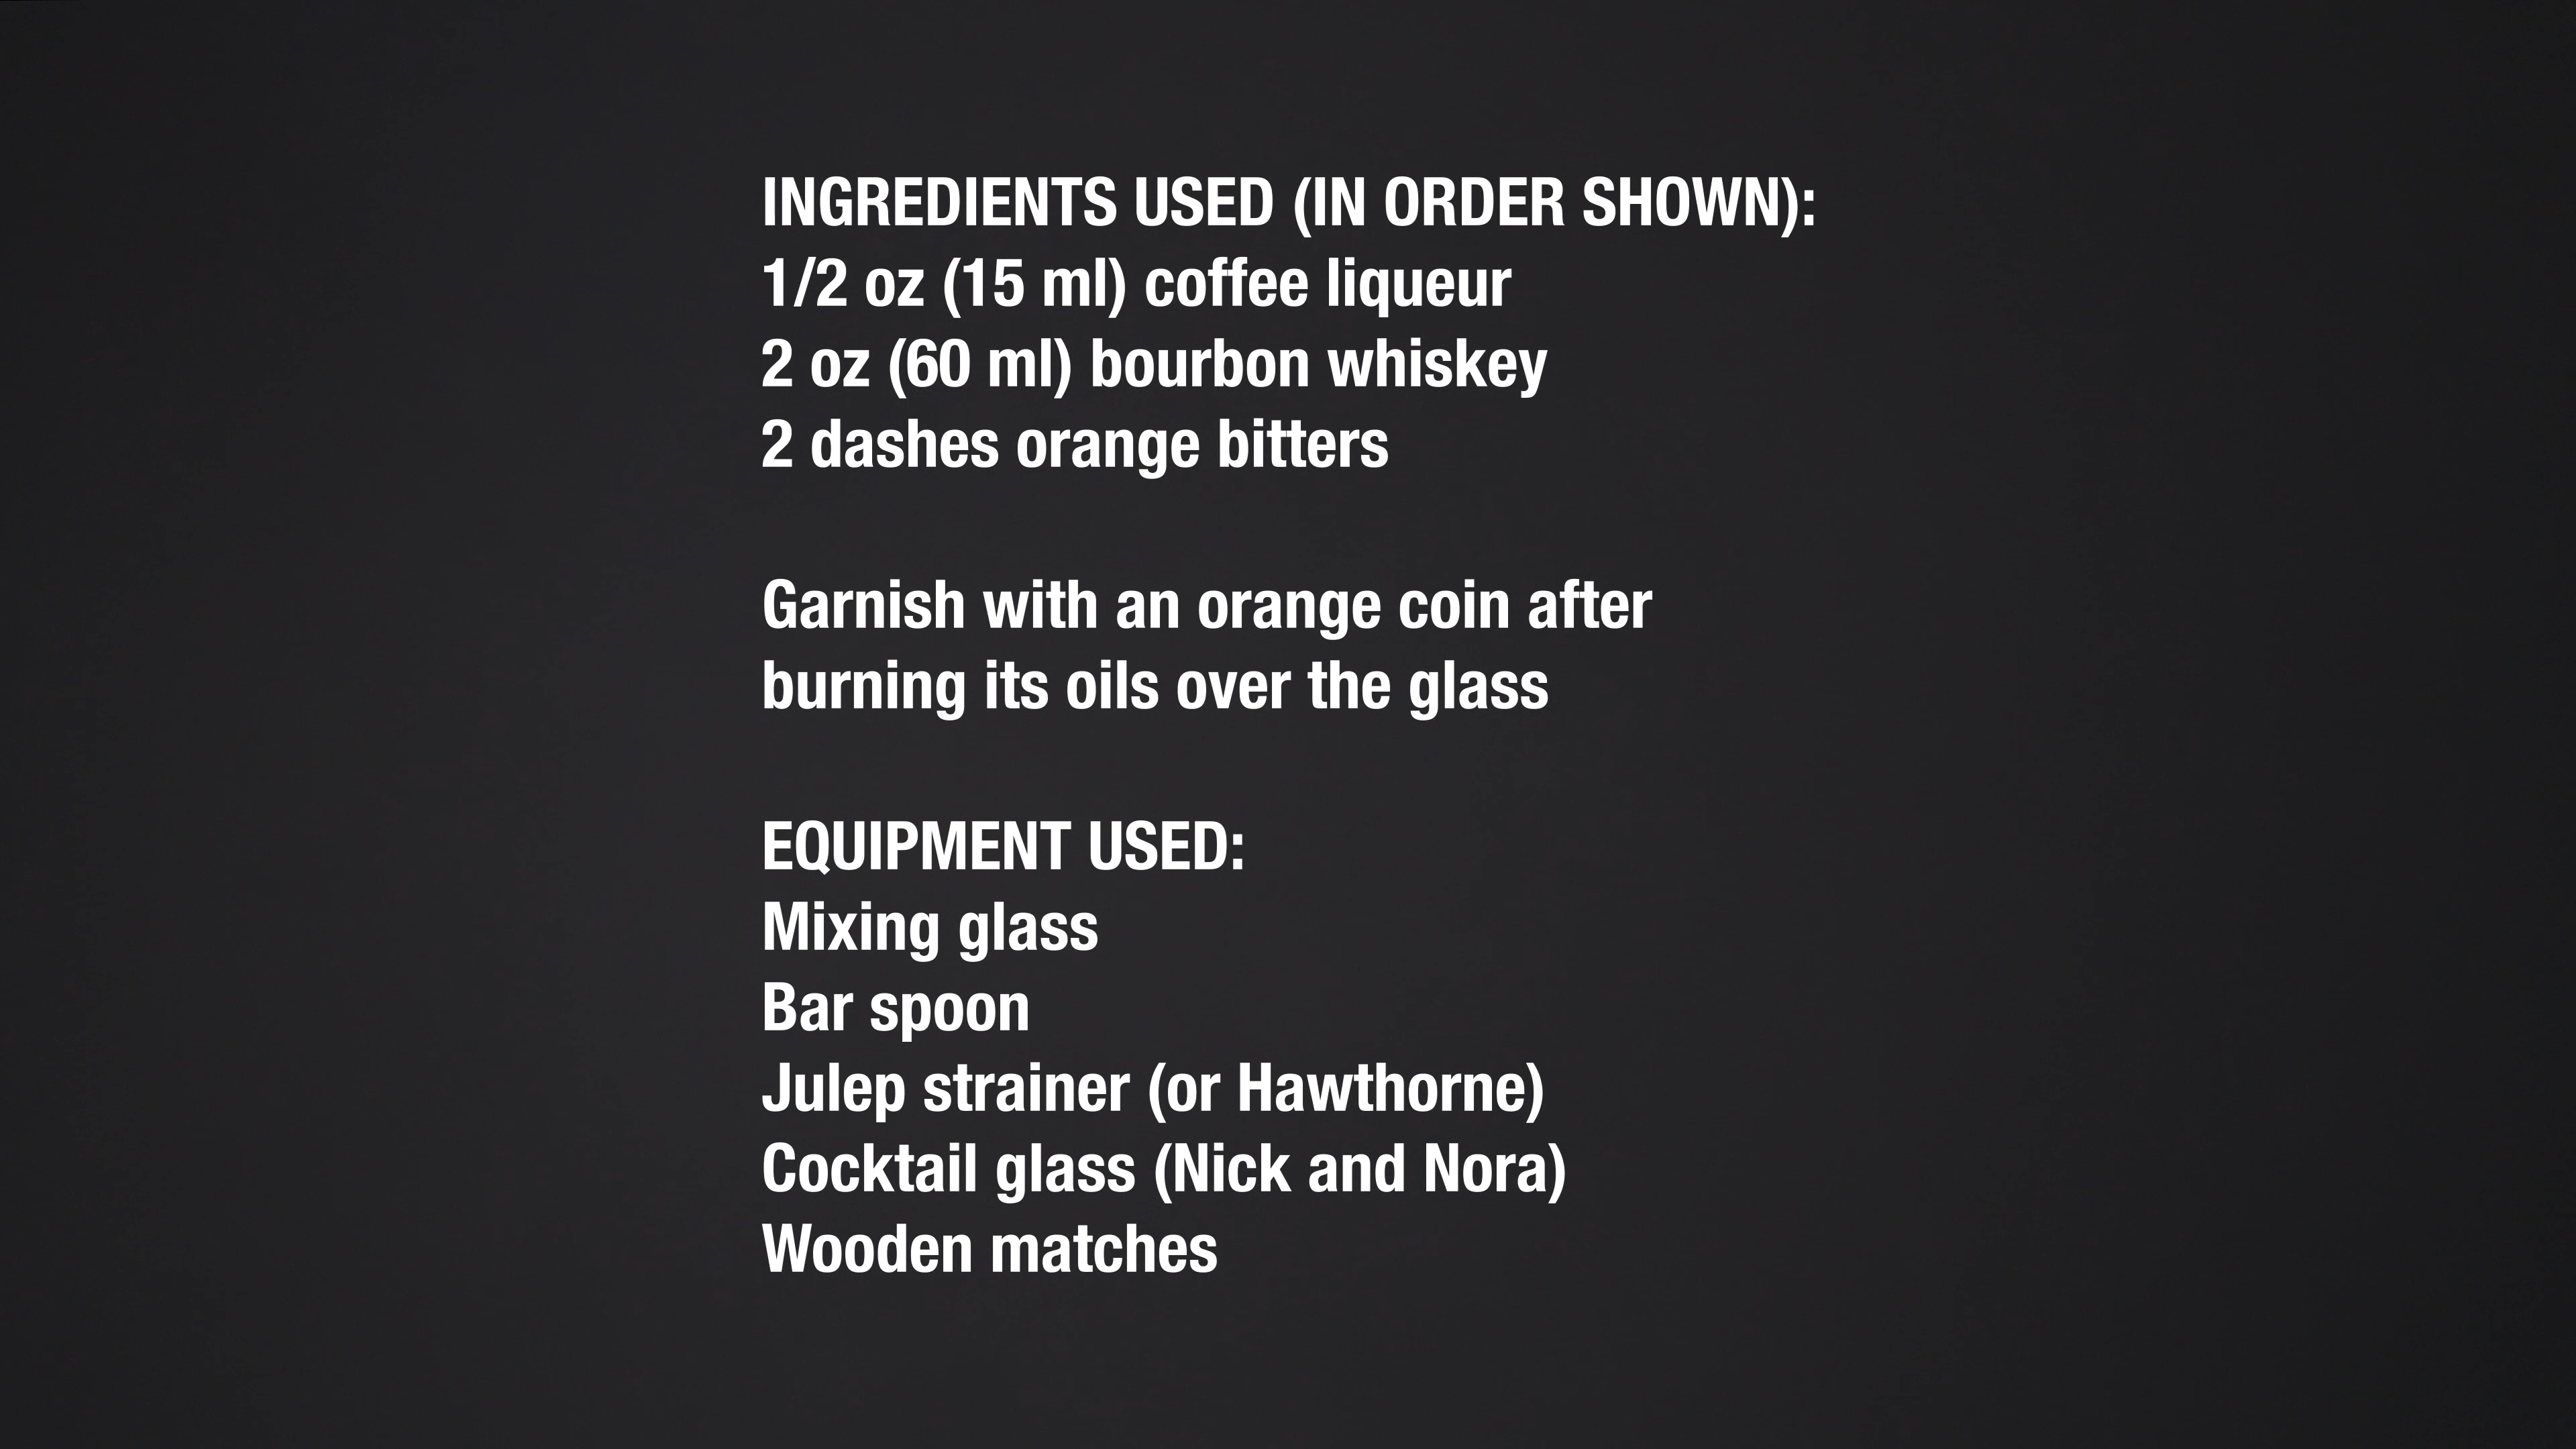 INGREDIENTS USED (IN ORDER SHOWN):
1/2 oz (15 ml) coffee liqueur
2 oz (60 ml) bourbon whiskey
2 dashes orange bitters
Garnish with an orange coin after
burning its oils over the glass
EQUIPMENT USED:
Mixing glass
Bar spoon
Julep strainer (or Hawthorne)
Cocktail glass (Nick and Nora)
Wooden matches